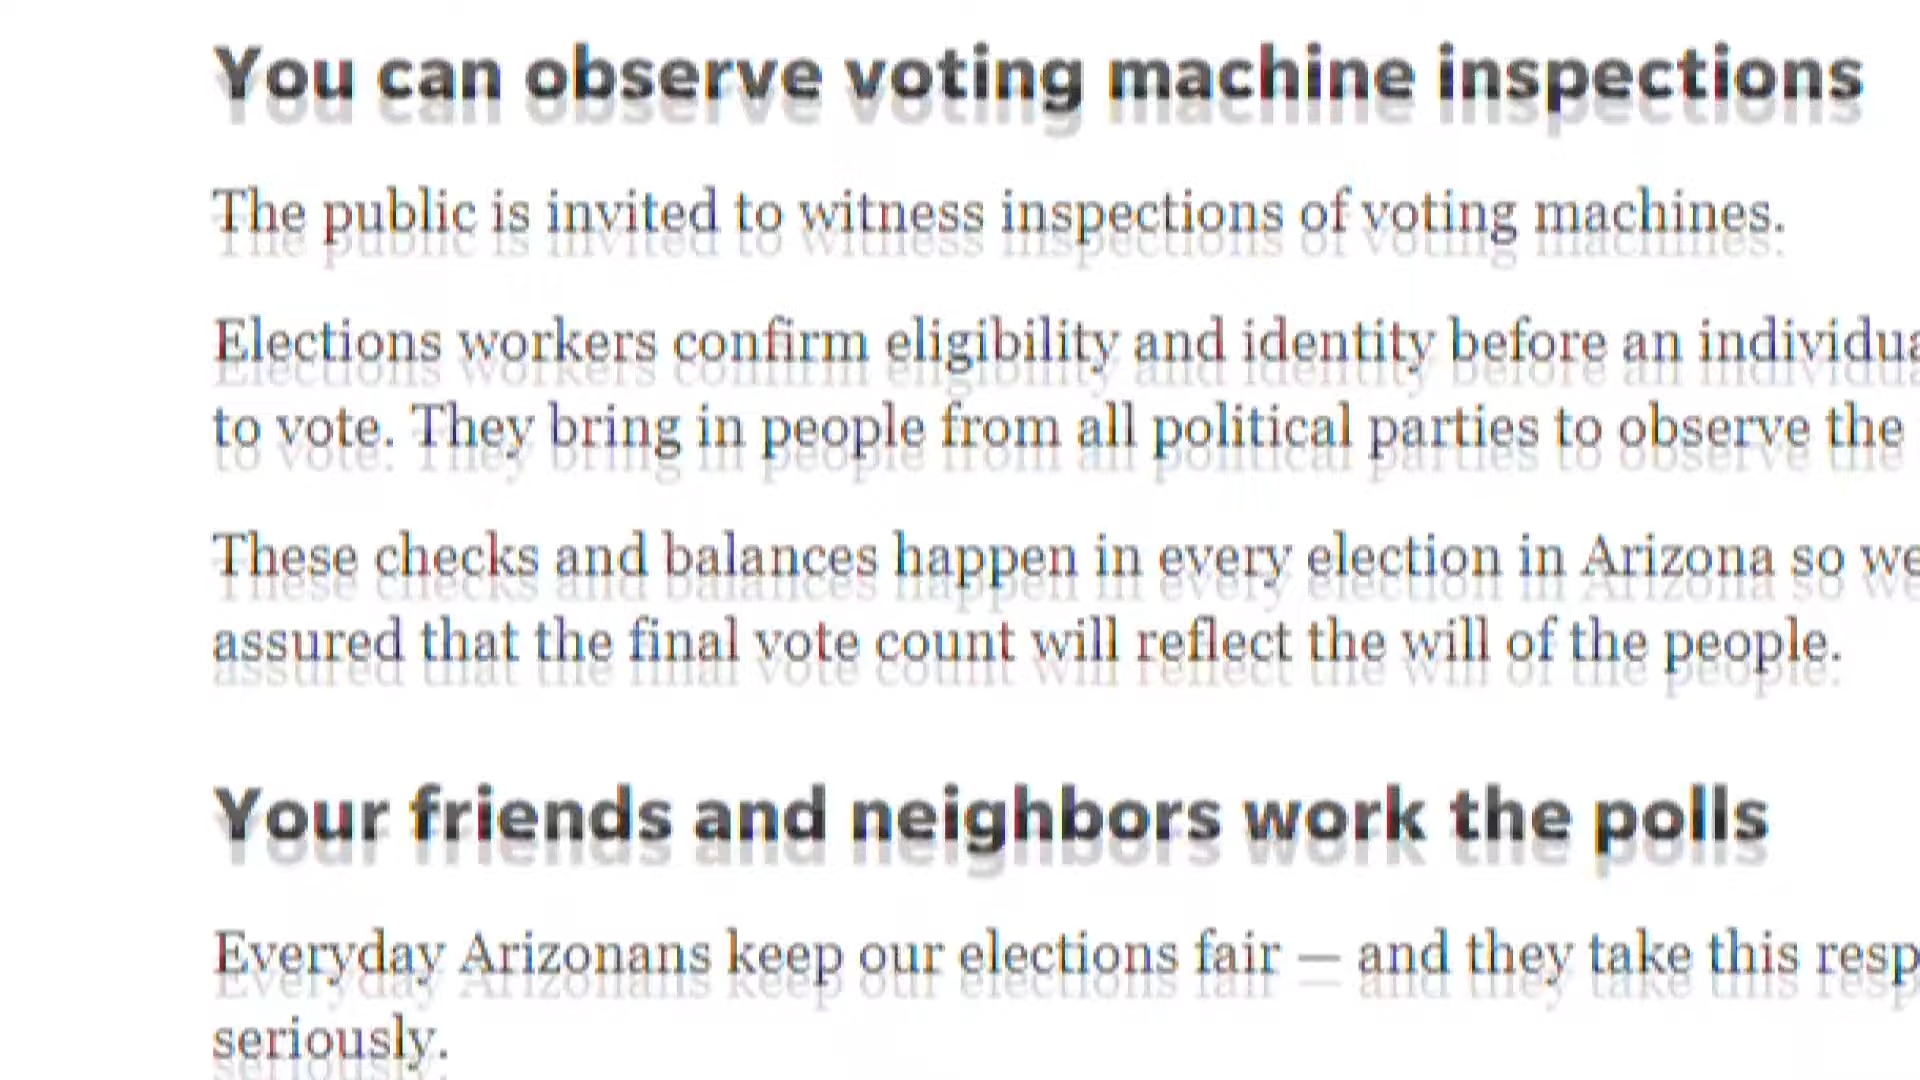 You can observe voting machine inspections
The public is invited to witness inspections of voting machines.
Elections workers confirm eligibility and identity before an
to vote. They bring in people from all political parties to observe the
These checks and balances happen in every election in Arizona so we
assured that the final vote count will reflect the will of the people.
Your friends and neighbors work the polls
Everyday Arizonans keep our elections fair — and they take this
seriously.